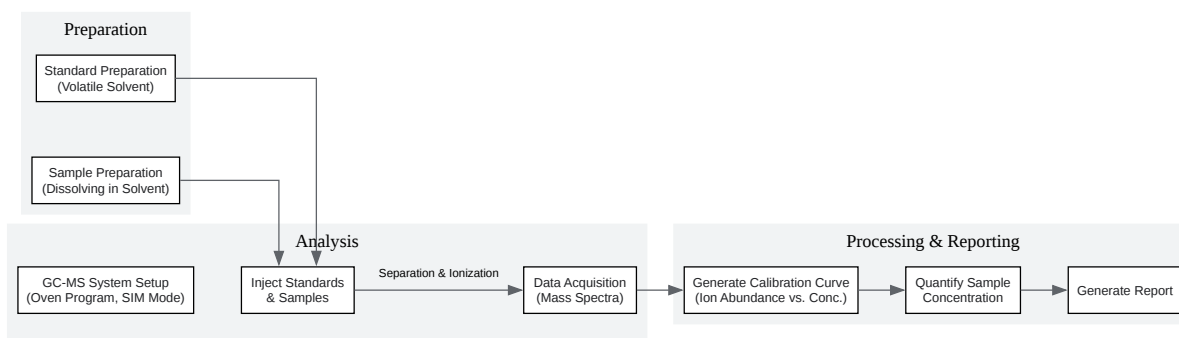 Preparation
Standard Preparation
(Volatile Solvent)
Sample Preparation
(Dissolving in Solvent)
Analysis
GC-MS System Setup
(Oven Program, SIM Mode)
Inject Standards
& Samples
Separation & Ionization
Data Acquisition
(Mass Spectra)
Processing & Reporting
Generate Calibration Curve
(Ion Abundance vs. Conc.)
Quantify Sample
Concentration
Generate Report